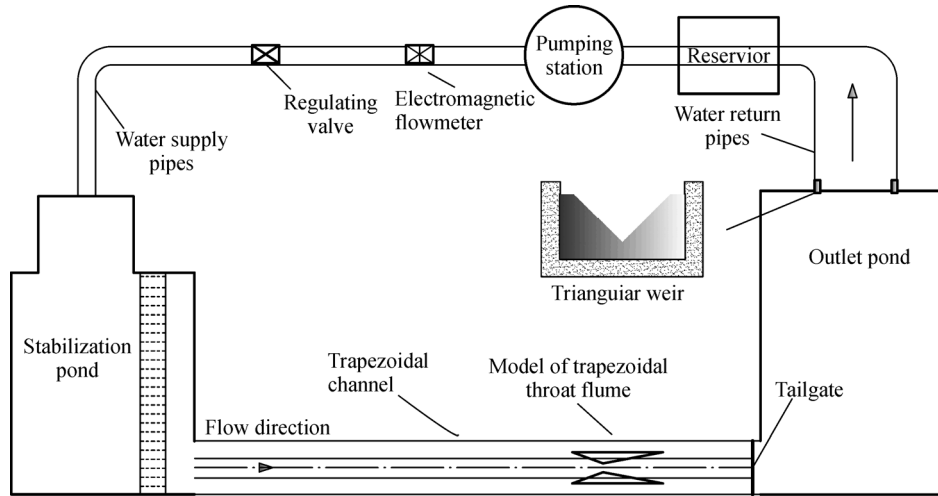 Pumping
station
Reservior
Regulating
valve
Electromagnetic
flowmeter
Water return
pipes
Water supply
pipes
Outlet pond
Trianguiar weir
Stabilization
pond
Trapezoidal
channel
Model of trapezoidal
throat flume
Tailgate
Flow direction